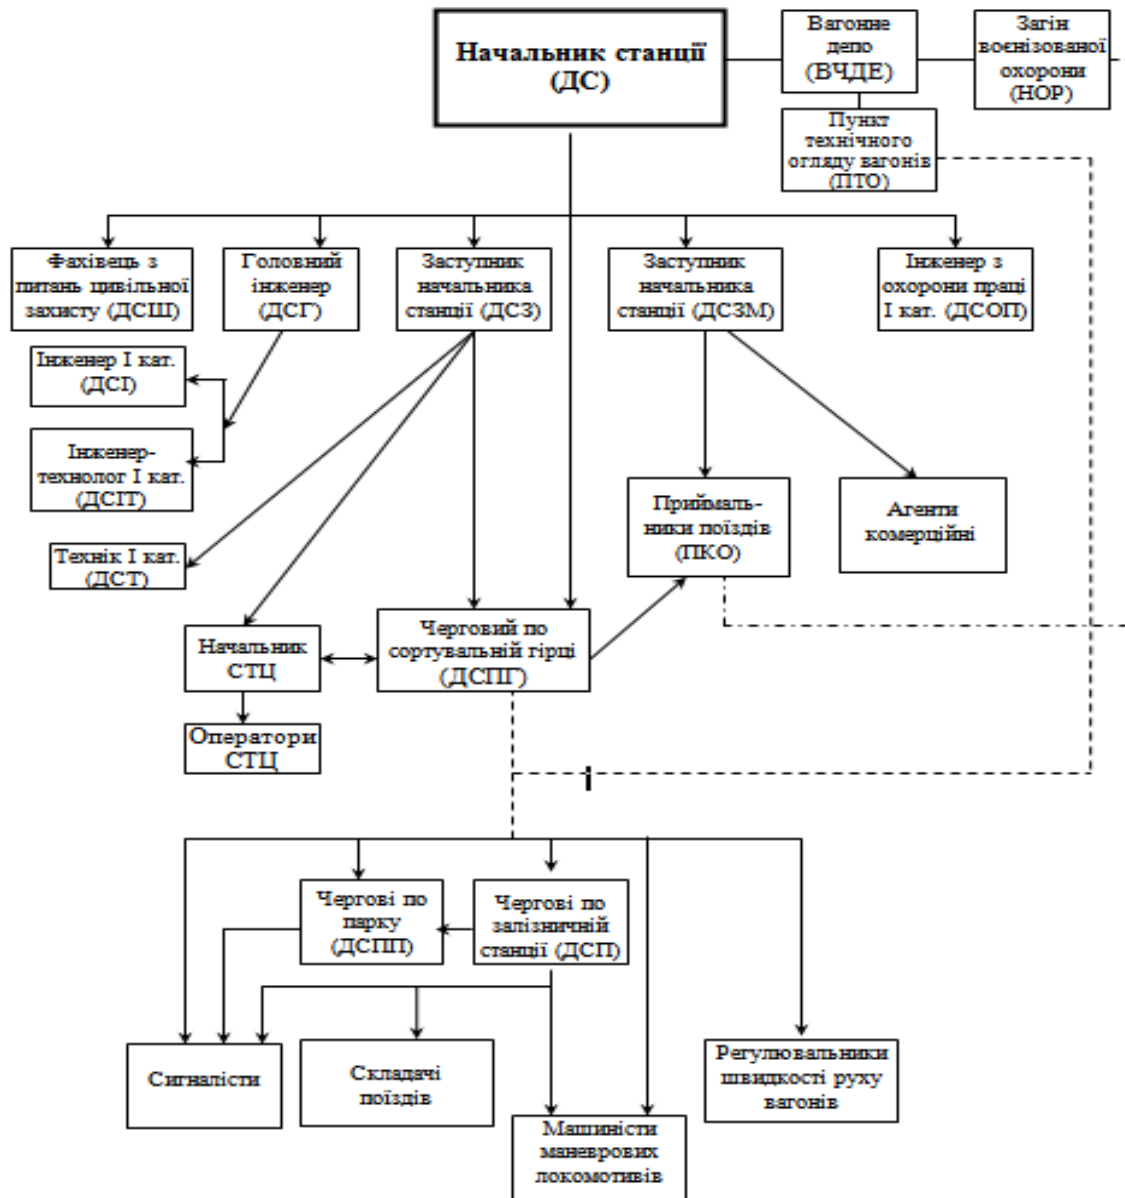 Начальник станції
(ДС)
Вагонне
депо
(ВЧДЕ)
Загін
воєнізованої
охорони
(НОР)
Пункт
технічного
огляду вагонів
(ПТО)
Фахівець з
питань цивільної
захисту (ДСШ)
Головний
інженер
(ДСГ)
Заступник
начальника
станції (ДСЗ)
Заступник
начальника
станції (ДСЗМ)
Інженер з
охорони праці
І кат. (ДСОП)
Інженер І кат.
(ДСІ)
Інженер-
технолог І кат.
(ДСІТ)
Технік І кат.
(ДСТ)
Приймаль-
ники поїздів
(ПКО)
Агенти
комерційні
Начальник
СТЦ
Черговий по
сортувальній гірці
(ДСПГ)
Оператори
СТЦ
і
Чергові по
парку
(ДСПП)
Чергові по
залізничній
станції (ДСП)
Сигналісти
Складачі
поїздів
Регулювальники
швидкості руху
вагонів
Машиністи
маневрових
локомотивів